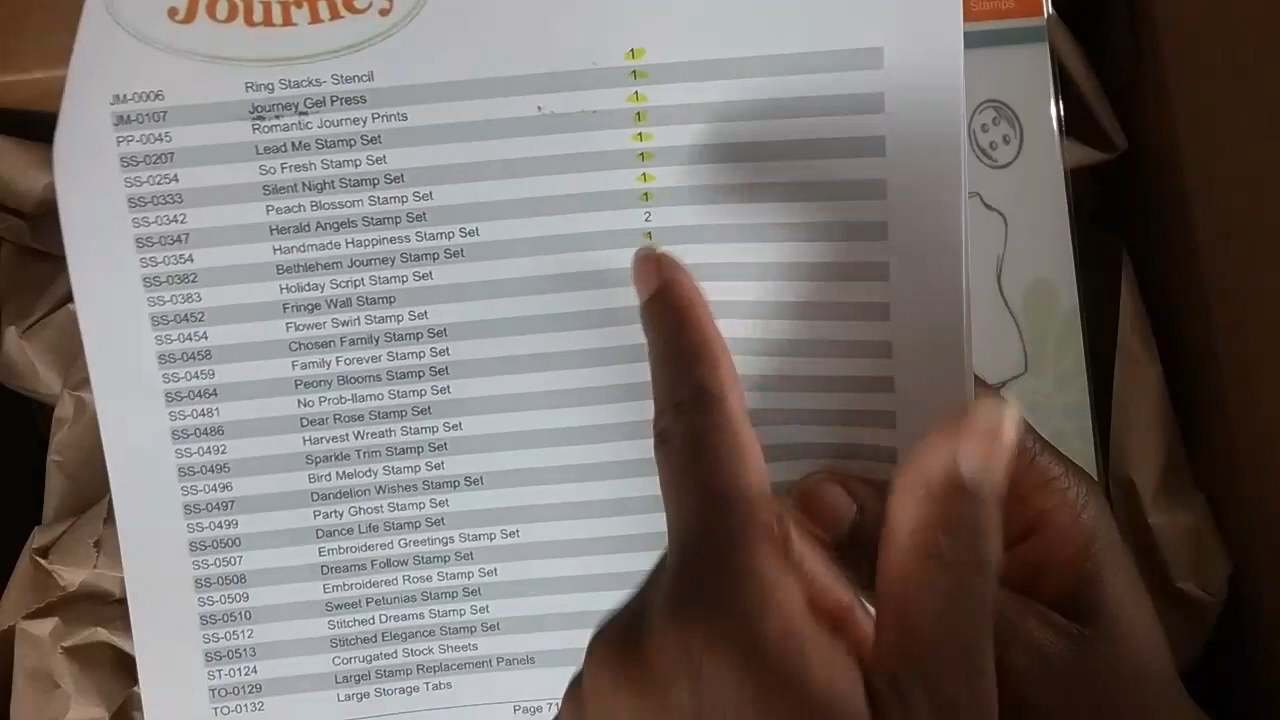 Journey
Stamps
JM-0006 Ring Stacks- Stencil 1
JM-0107 Journey Gel Press 1
PP-0045 Romantic Journey Prints 1
SS-0207 Lead Me Stamp Set 1
SS-0254 So Fresh Stamp Set 1
SS-0333 Silent Night Stamp Set 1
SS-0342 Peach Blossom Stamp Set 1
SS-0347 Herald Angels Stamp Set 1
SS-0354 Handmade Happiness Stamp Set 2
SS-0382 Bethlehem Journey Stamp Set 1
SS-0383 Holiday Script Stamp Set
SS-0452 Fringe Wall Stamp
SS-0454 Flower Swirl Stamp Set
SS-0458 Chosen Family Stamp Set
SS-0459 Family Forever Stamp Set
SS-0464 Peony Blooms Stamp Set
SS-0481 No Prob-llamo Stamp Set
SS-0486 Dear Rose Stamp Set
SS-0492 Harvest Wreath Stamp Set
SS-0495 Sparkle Trim Stamp Set
SS-0496 Bird Melody Stamp Set
SS-0497 Dandelion Wishes Stamp Set
SS-0499 Party Ghost Stamp Set
SS-0500 Dance Life Stamp Set
SS-0507 Embroidered Greetings Stamp Set
SS-0508 Dreams Follow Stamp Set
SS-0509 Embroidered Rose Stamp Set
SS-0510 Sweet Petunias Stamp Set
SS-0512 Stitched Dreams Stamp Set
SS-0513 Stitched Elegance Stamp Set
ST-0124 Corrugated Stock Sheets
TO-0129 Largel Stamp Replacement Panels
TO-0132 Large Storage Tabs
Page 71